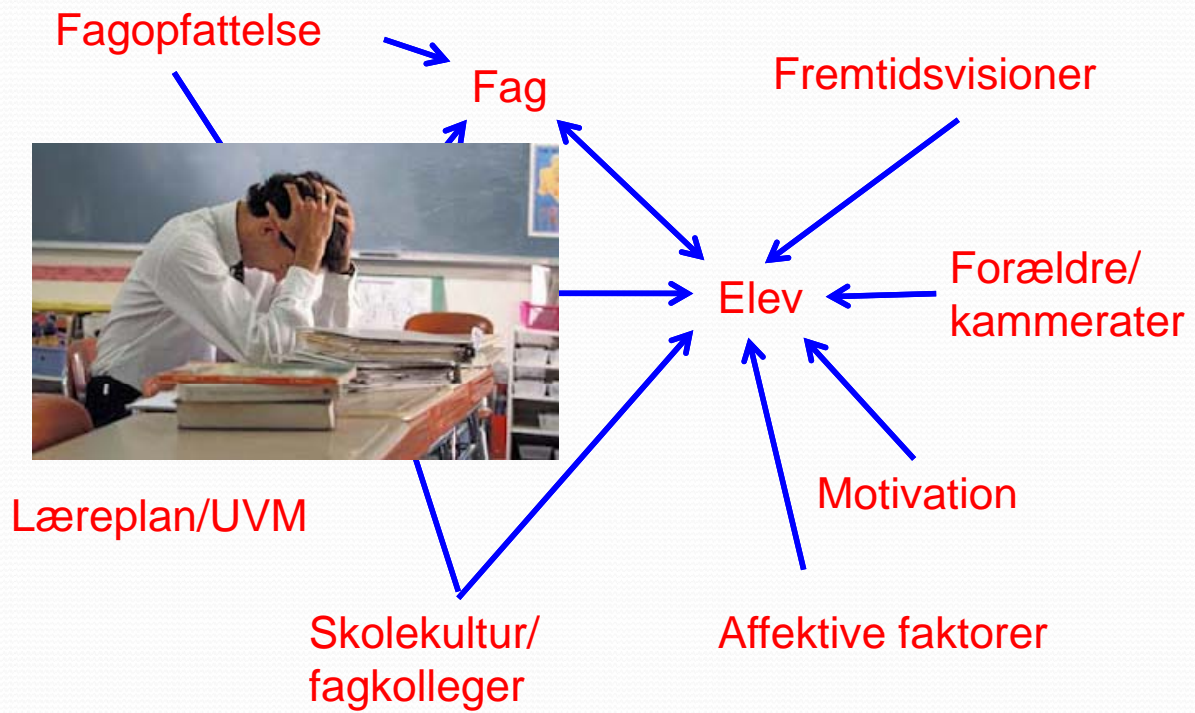 Fagopfattelse
Fag
Fremtidsvisioner
Elev
Forældre/
kammerater
Læreplan/UVM
Motivation
Skolekultur/
fagkolleger
Affektive faktorer